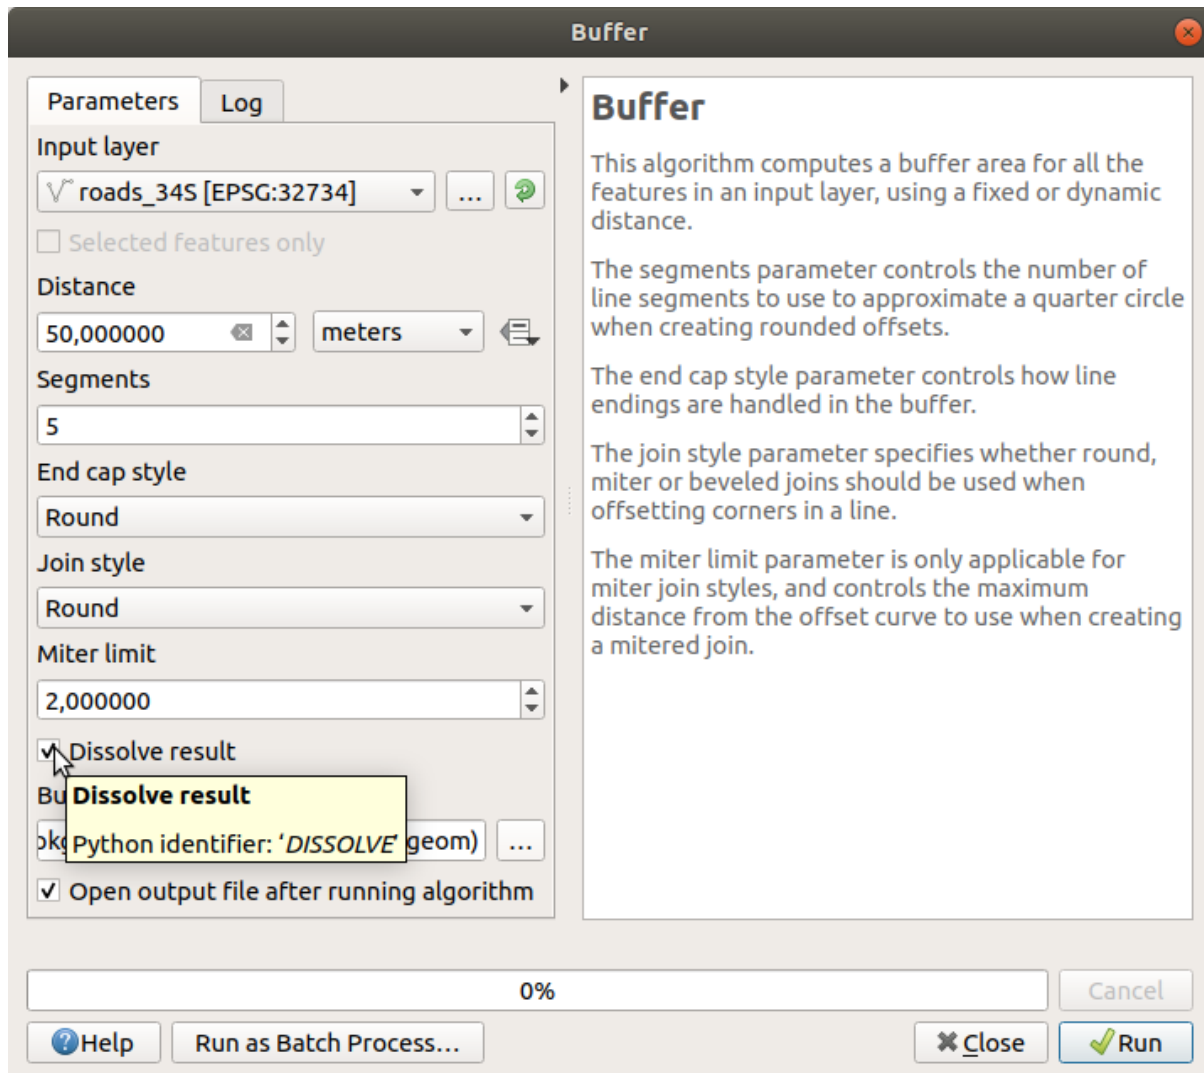 Buffer
Parameters
Log
Input layer
roads_34S [EPSG:32734]
...
Selected features only
Distance
50,000000
meters
Segments
5
End cap style
Round
Join style
Round
Miter limit
2,000000
Dissolve result
Dissolve result
Python identifier: ‘DISSOLVE’
geom)
...
Open output file after running algorithm
Buffer
This algorithm computes a buffer area for all the
features in an input layer, using a fixed or dynamic
distance.
The segments parameter controls the number of
line segments to use to approximate a quarter circle
when creating rounded offsets.
The end cap style parameter controls how line
endings are handled in the buffer.
The join style parameter specifies whether round,
miter or beveled joins should be used when
offsetting corners in a line.
The miter limit parameter is only applicable for
miter join styles, and controls the maximum
distance from the offset curve to use when creating
a mitered join.
0%
Cancel
Help
Run as Batch Process...
Close
Run